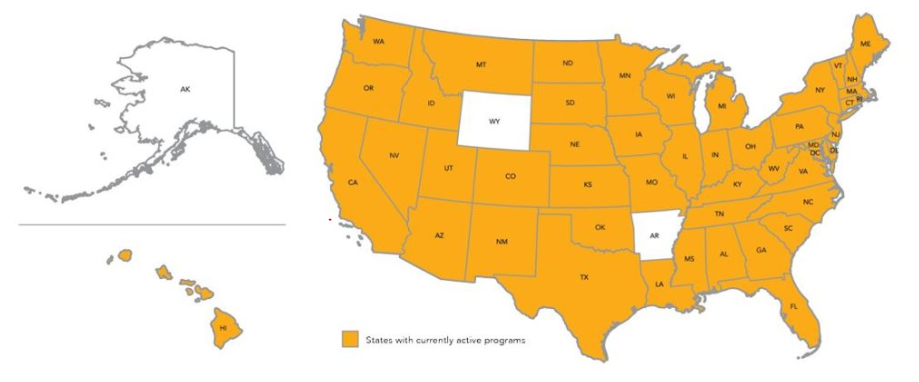 AK
HI
WA
OR
CA
NV
ID
MT
WY
UT
AZ
CO
NM
ND
SD
NE
KS
OK
TX
MN
IA
MO
AR
LA
WI
IL
MI
IN
OH
KY
TN
MS
AL
GA
FL
SC
NC
VA
WV
PA
NY
ME
VT
NH
MA
RI
CT
NJ
MD
DE
DC
States with currently active programs